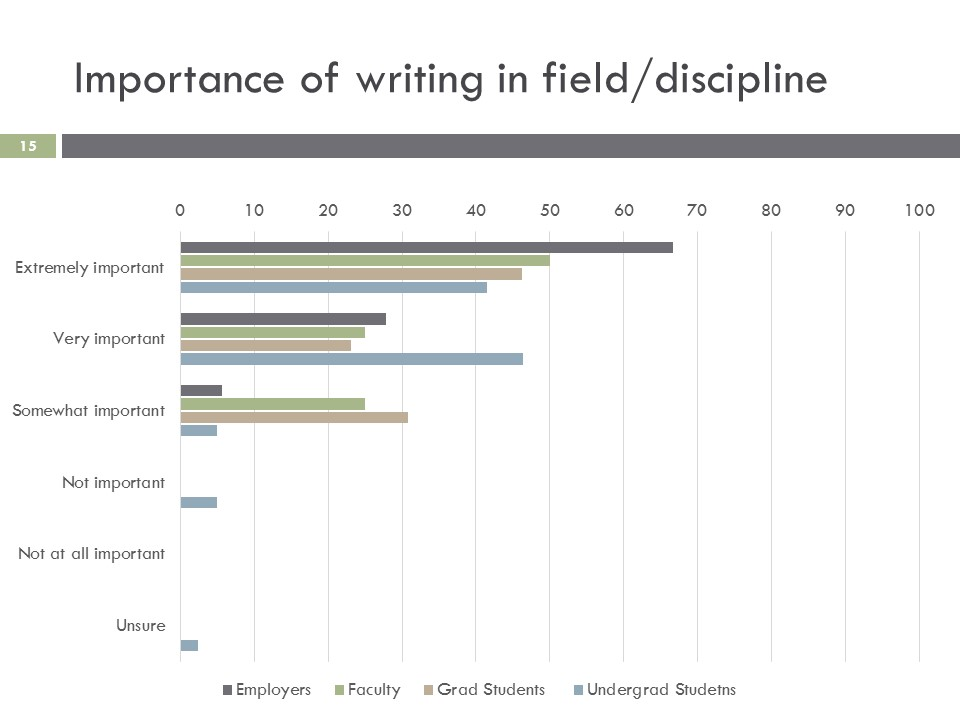 Importance of writing in field/discipline
15
0 10 20 30 40 50 60 70 80 90 100
Extremely important
Very important
Somewhat important
Not important
Not at all important
Unsure
Employers Faculty Grad Students Undergrad Studetns